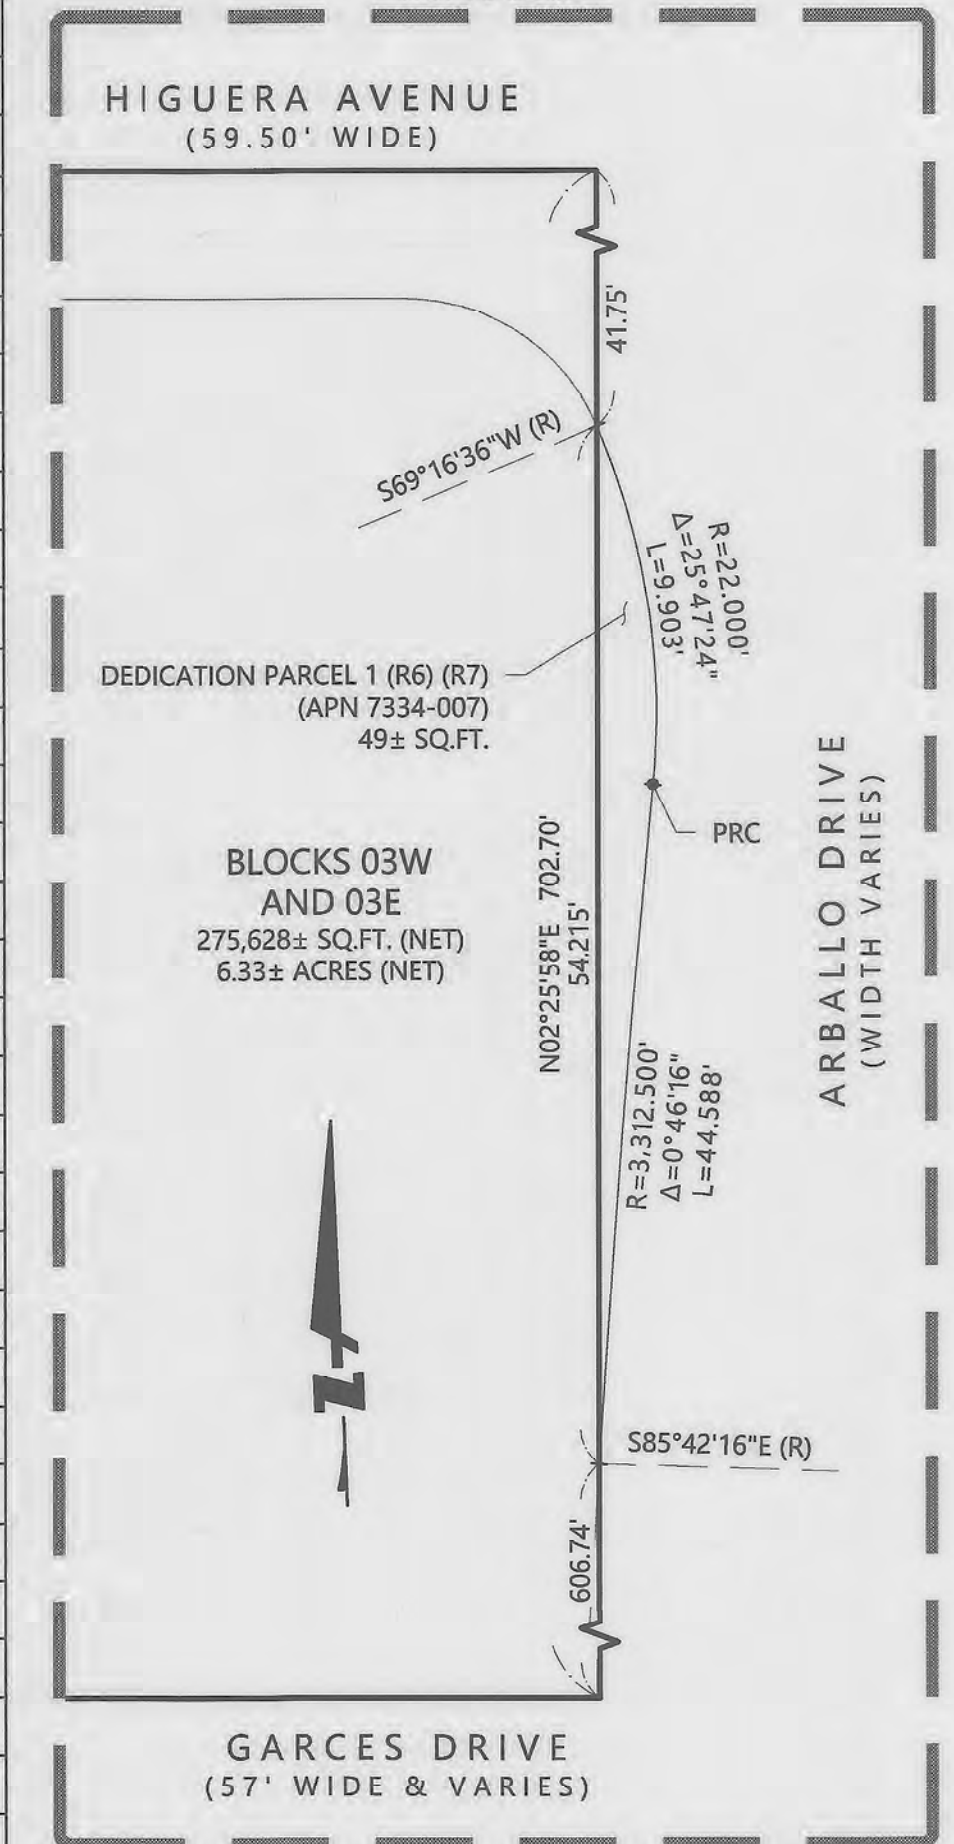 HIGUERA AVENUE
(59.50' WIDE)
41.75'
S69°16'36"W (R)
R=22.000'
Δ=25°47'24"
L=9.903'
DEDICATION PARCEL 1 (R6) (R7)
(APN 7334-007)
49± SQ.FT.
PRC
BLOCKS 03W
AND 03E
275,628± SQ.FT. (NET)
6.33± ACRES (NET)
N02°25'58"E 702.70'
54.215'
ARBALLO DRIVE
(WIDTH VARIES)
R=3,312.500'
Δ=0°46'16"
L=44.588'
Z
S85°42'16"E (R)
606.74'
GARCES DRIVE
(57' WIDE & VARIES)